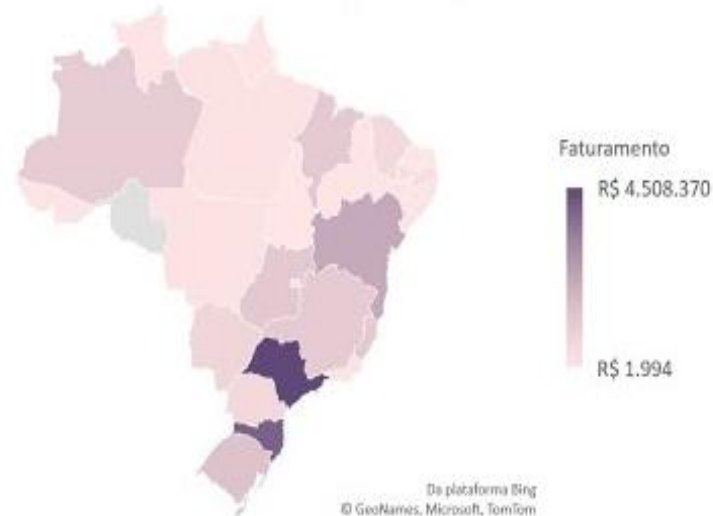 Faturamento
R$ 4.508.370
R$ 1.994
Da plataforma Bing
© GeoNames, Microsoft, TomTom